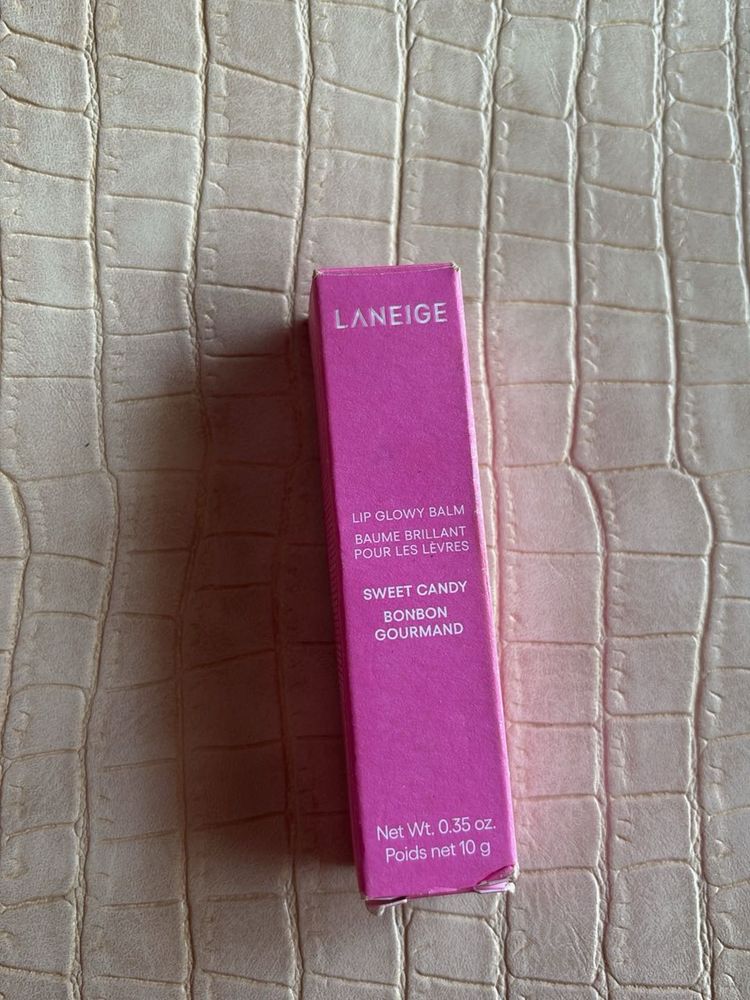 LANEIGE
LIP GLOWY BALM
BAUME BRILLANT
POUR LES LÈVRES
SWEET CANDY
BONBON
GOURMAND
Net Wt. 0.35 oz.
Poids net 10 g